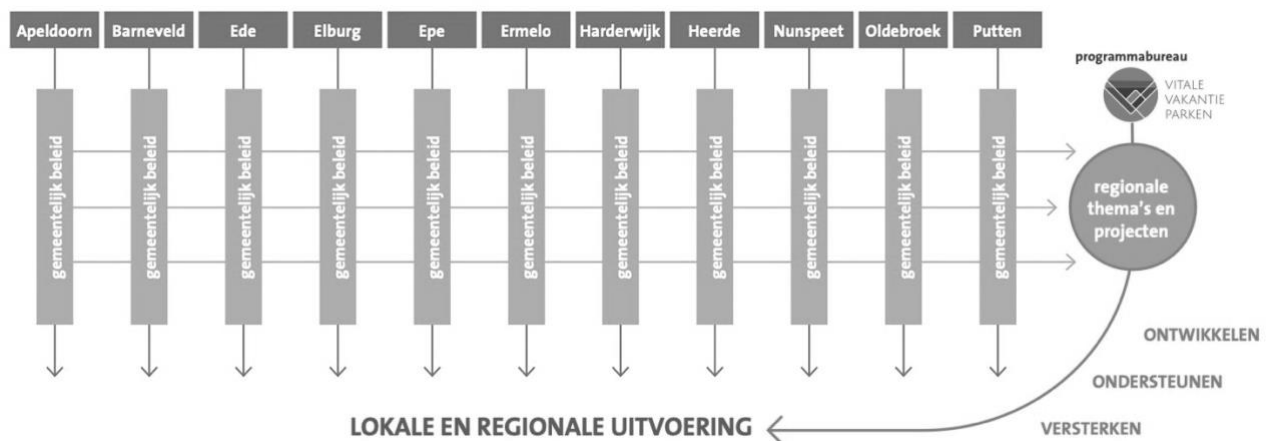 Apeldoorn
Barneveld
Ede
Elburg
Epe
Ermelo
Harderwijk
Heerde
Nunspeet
Oldebroek
Putten
programmabureau
VITALE
VAKANTIE
PARKEN
gemeentelijk beleid
gemeentelijk beleid
gemeentelijk beleid
gemeentelijk beleid
gemeentelijk beleid
gemeentelijk beleid
gemeentelijk beleid
gemeentelijk beleid
gemeentelijk beleid
gemeentelijk beleid
gemeentelijk beleid
regionale
thema's en
projecten
ONTWIKKELEN
ONDERSTEUNEN
VERSTERKEN
LOKALE EN REGIONALE UITVOERING